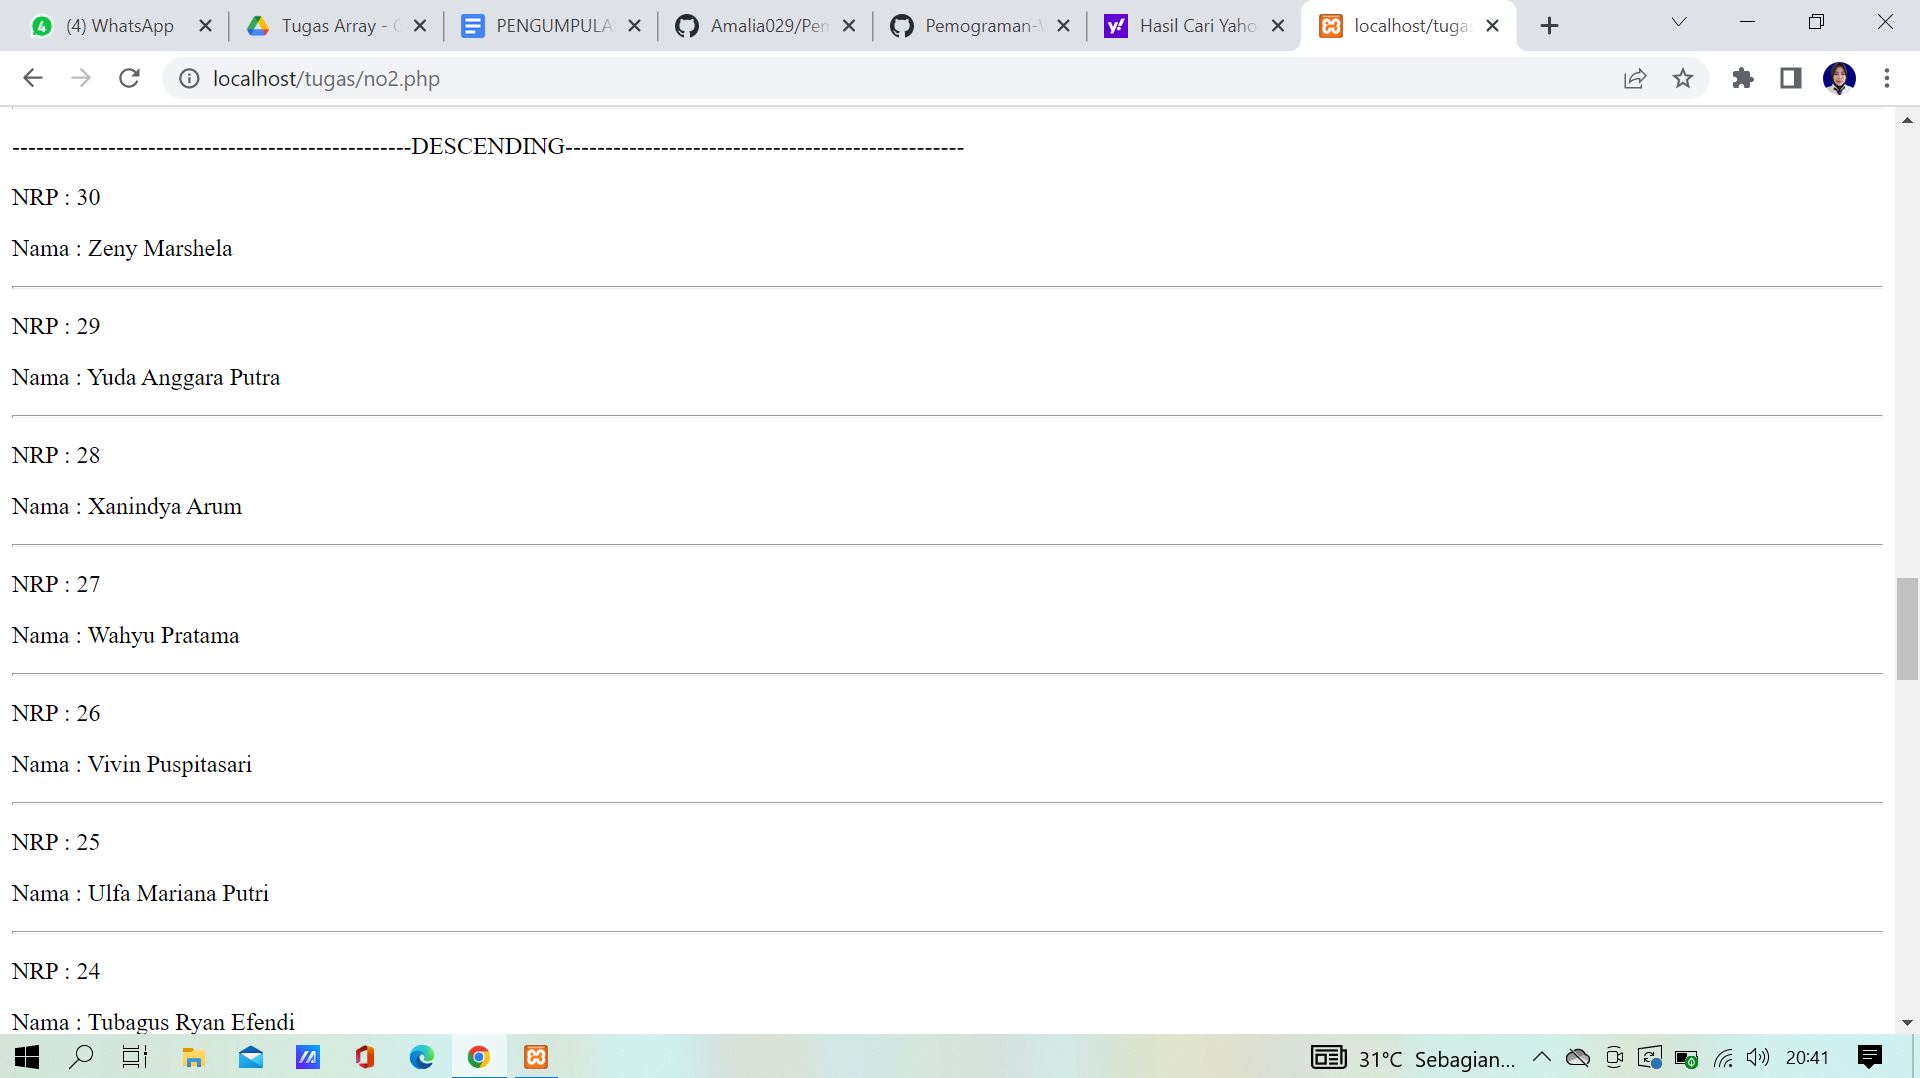 (4) WhatsApp
Tugas Array - 
PENGUMPULA
Amalia029/Pem
Pemograman-
Hasil Cari Yaho
localhost/tugas
localhost/tugas/no2.php
--------------------------------------------------DESCENDING--------------------------------------------------
NRP : 30
Nama : Zeny Marshela
NRP : 29
Nama : Yuda Anggara Putra
NRP : 28
Nama : Xanindya Arum
NRP : 27
Nama : Wahyu Pratama
NRP : 26
Nama : Vivin Puspitasari
NRP : 25
Nama : Ulfa Mariana Putri
NRP : 24
Nama : Tubagus Ryan Efendi
31°C Sebagian...
20:41